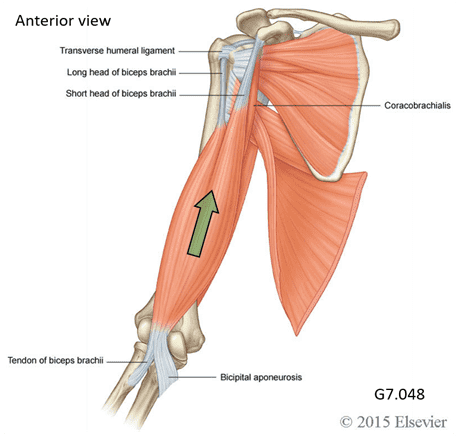 Anterior view
Transverse humeral ligament
Long head of biceps brachii
Short head of biceps brachii
Coracobrachialis
Tendon of biceps brachii
Bicipital aponeurosis
G7.048
© 2015 Elsevier